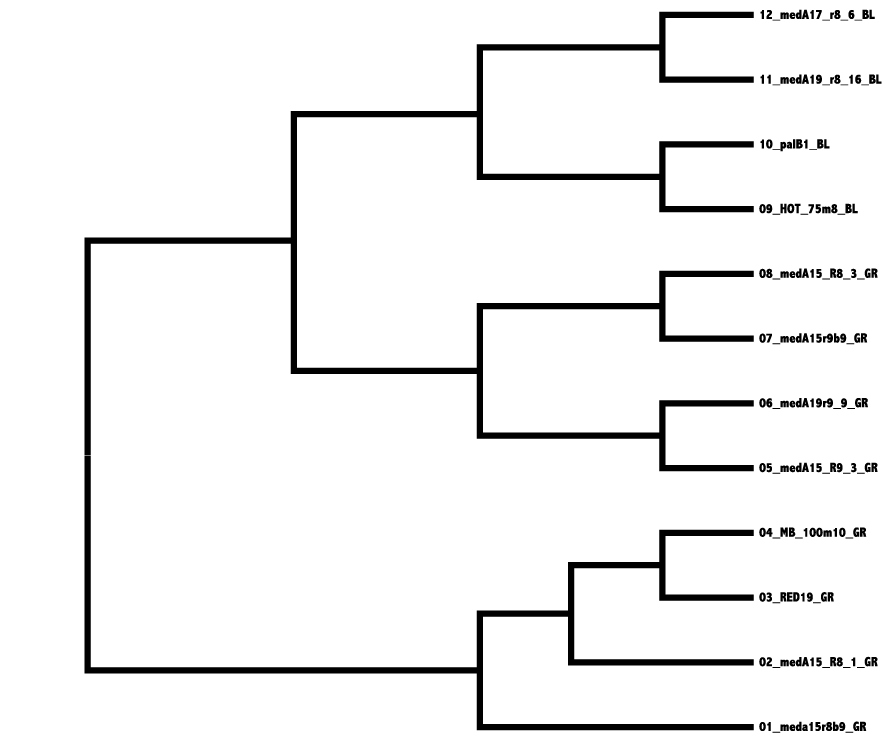 12_medA17_r8_6_BL
11_medA19_r8_16_BL
10_palB1_BL
09_HOT_75m8_BL
08_medA15_R8_3_GR
07_medA15r9b9_GR
06_medA19r9_9_GR
05_medA15_R9_3_GR
04_MB_100m10_GR
03_RED19_GR
02_medA15_R8_1_GR
01_meda15r8b9_GR